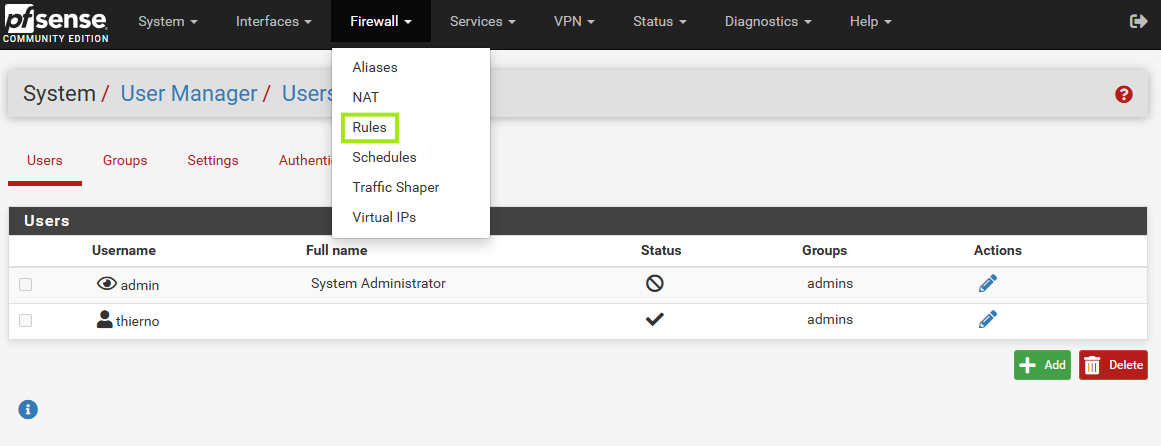 pfsense
COMMUNITY EDITION
System Interfaces Firewall Services VPN Status Diagnostics Help
Aliases
NAT
Rules
Schedules
Traffic Shaper
Virtual IPs
System / User Manager / Users
Users Groups Settings Authenti
Users
Username Full name Status Groups Actions
admin System Administrator admins
thierno admins
Add Delete